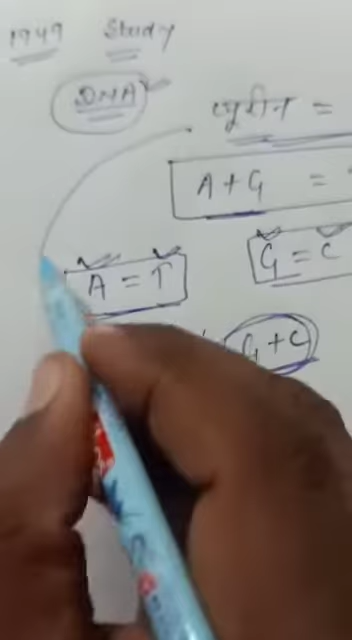 1949 Study
DNA
प्यूरीन =
A+G =
A = T
G = C
G+C